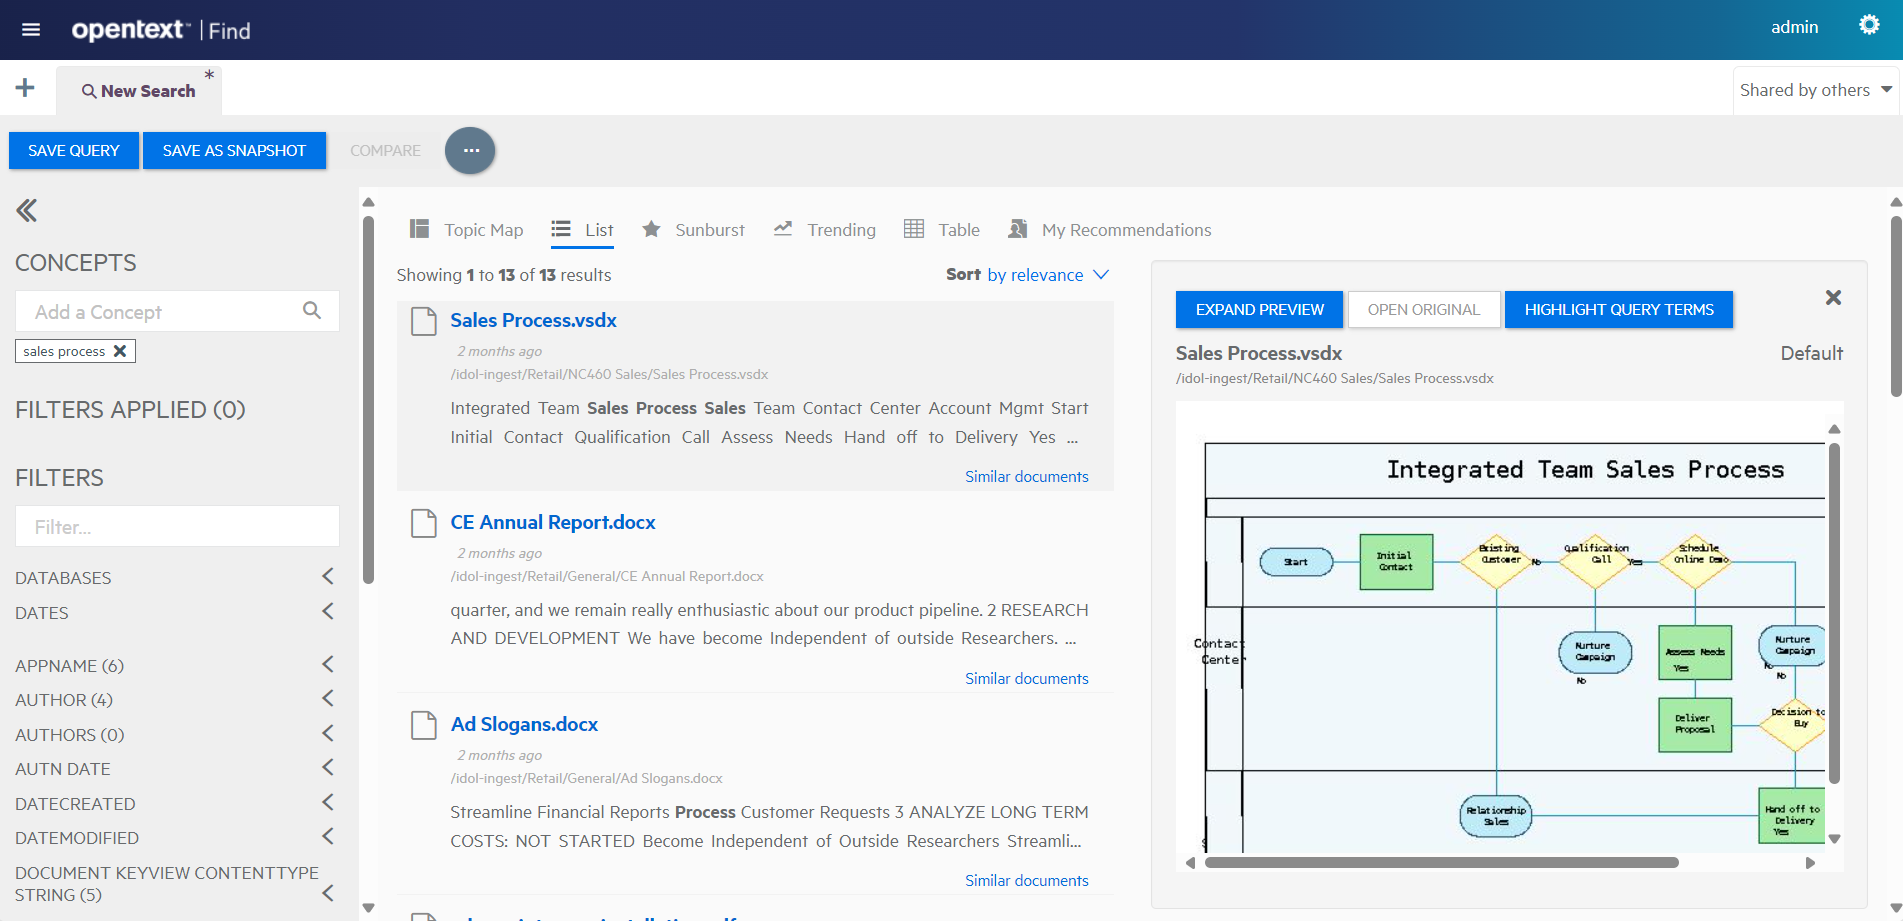 opentext™ | Find
admin
+
New Search *
Shared by others
SAVE QUERY
SAVE AS SNAPSHOT
COMPARE
...
CONCEPTS
Add a Concept
sales process
FILTERS APPLIED (0)
FILTERS
Filter...
DATABASES
DATES
APPNAME (6)
AUTHOR (4)
AUTHORS (0)
AUTN DATE
DATECREATED
DATEMODIFIED
DOCUMENT KEYVIEW CONTENTTYPE
STRING (5)
Topic Map
List
Sunburst
Trending
Table
My Recommendations
Showing 1 to 13 of 13 results
Sort by relevance
Sales Process.vsdx
2 months ago
/idol-ingest/Retail/NC460 Sales/Sales Process.vsdx
Integrated Team Sales Process Sales Team Contact Center Account Mgmt Start
Initial Contact Qualification Call Assess Needs Hand off to Delivery Yes ...
Similar documents
CE Annual Report.docx
2 months ago
/idol-ingest/Retail/General/CE Annual Report.docx
quarter, and we remain really enthusiastic about our product pipeline. 2 RESEARCH
AND DEVELOPMENT We have become Independent of outside Researchers. ...
Similar documents
Ad Slogans.docx
2 months ago
/idol-ingest/Retail/General/Ad Slogans.docx
Streamline Financial Reports Process Customer Requests 3 ANALYZE LONG TERM
COSTS: NOT STARTED Become Independent of Outside Researchers Streamli...
Similar documents
EXPAND PREVIEW
OPEN ORIGINAL
HIGHLIGHT QUERY TERMS
Sales Process.vsdx
Default
/idol-ingest/Retail/NC460 Sales/Sales Process.vsdx
Integrated Team Sales Process
Start
Initial
Contact
Existing
Customer
No
Qualification
Call
Yes
Schedule
Online Demo
Contact
Center
Nurture
Campaign
No
Assess Needs
Yes
Nurture
Campaign
No
No
Deliver
Proposal
Decision to
Buy
Relationship
Sales
Hand off to
Delivery
Yes